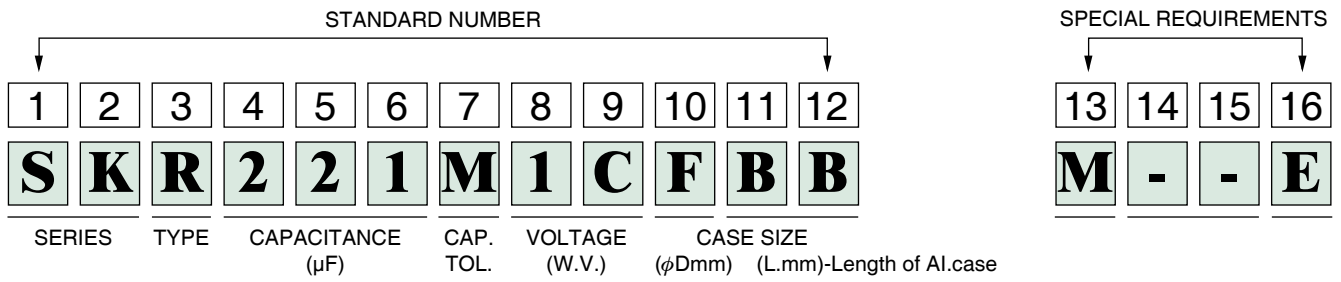 STANDARD NUMBER SPECIAL REQUIREMENTS
1 2 3 4 5 6 7 8 9 10 11 12 13 14 15 16
S K R 2 2 1 M 1 C F B B M - - E
SERIES TYPE CAPACITANCE CAP. VOLTAGE CASE SIZE
(µF) TOL. (W.V.) (ϕDmm) (L.mm)-Length of Al.case